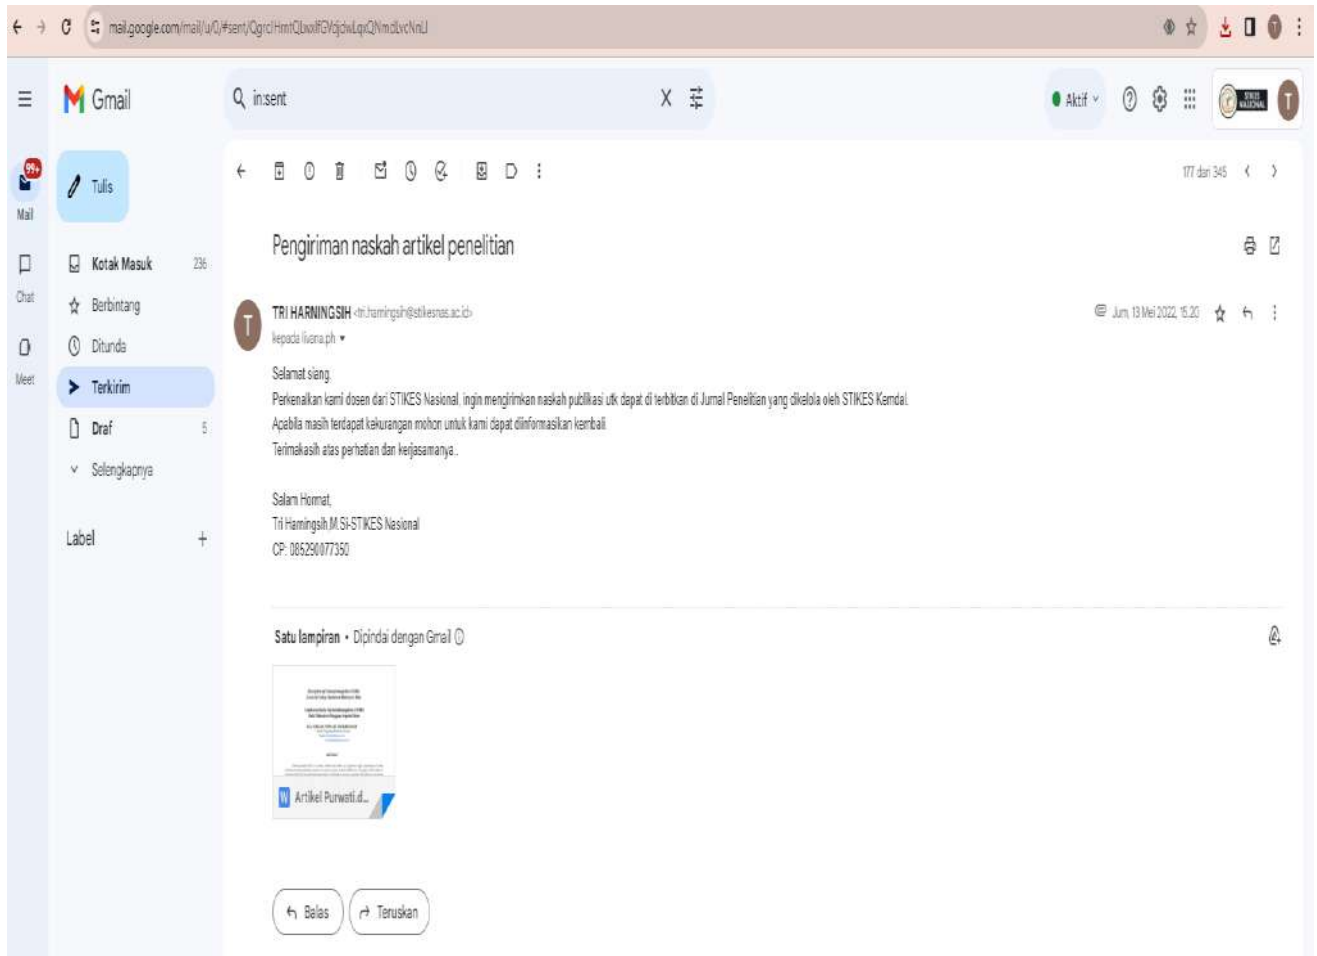 mail.google.com/mail/u/0/#sent/
Gmail
in:sent
Aktif
STIKES
NASIONAL
T
99+
Mail
Chat
Meet
Tulis
Kotak Masuk 236
Berbintang
Ditunda
Terkirim
Draf 5
Selengkapnya
Label +
177 dari 345
Pengiriman naskah artikel penelitian
T
TRI HARNINGSIH <tri.harningsih@stikesnas.ac.id>
kepada livana.ph
Jum, 13 Mei 2022, 15.20
Selamat siang.
Perkenalkan kami dosen dari STIKES Nasional, ingin mengirimkan naskah publikasi utk dapat di terbitkan di Jurnal Penelitian yang dikelola oleh STIKES Kemdal.
Apabila masih terdapat kekurangan mohon untuk kami dapat diinformasikan kembali.
Terimakasih atas perhatian dan kerjasamanya..
Salam Hormat,
Tri Harningsih,M.Si-STIKES Nasional
CP: 085290077350
Satu lampiran • Dipindai dengan Gmail
W Artikel Purwati.d...
Balas
Teruskan